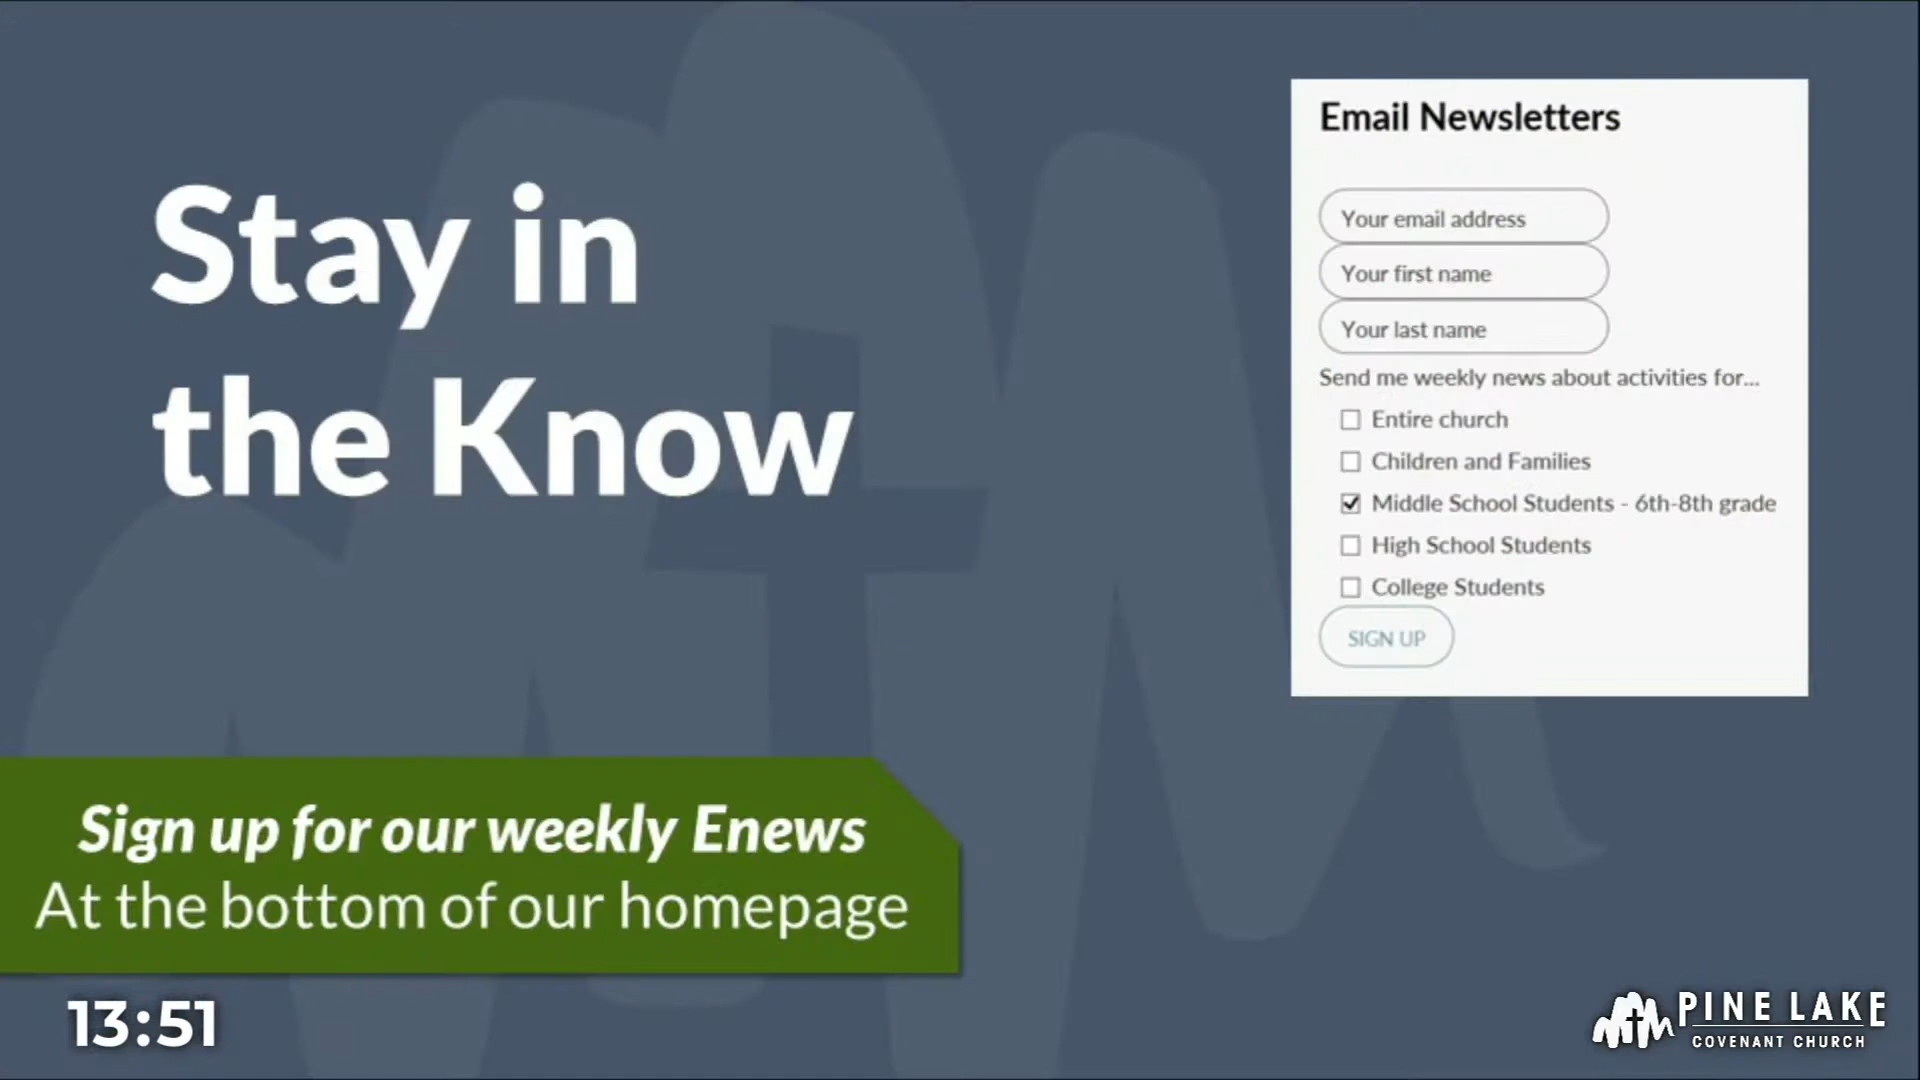 Stay in
the Know
Email Newsletters
Your email address
Your first name
Your last name
Send me weekly news about activities for...
Entire church
Children and Families
Middle School Students - 6th-8th grade
High School Students
College Students
SIGN UP
Sign up for our weekly Enews
At the bottom of our homepage
13:51
PINE LAKE
COVENANT CHURCH